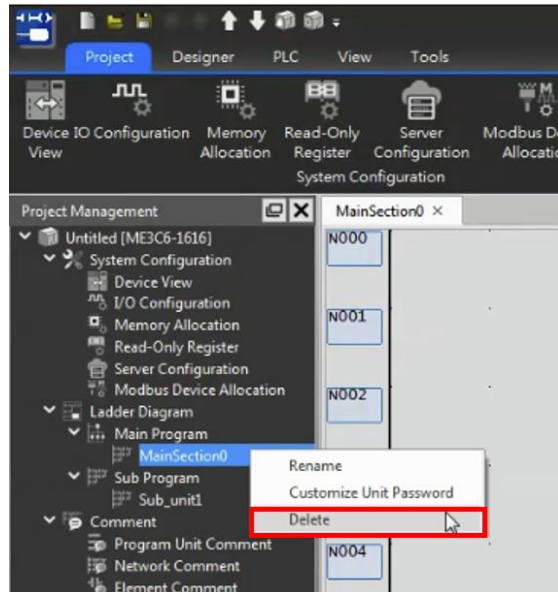 Project Designer PLC View Tools
Device IO Configuration Memory Read-Only Server Modbus D
View Allocation Register Configuration Allocatio
System Configuration
Project Management MainSection0
Untitled [ME3C6-1616]
System Configuration
Device View
I/O Configuration
Memory Allocation
Read-Only Register
Server Configuration
Modbus Device Allocation
Ladder Diagram
Main Program
MainSection0
Sub Program
Sub_unit1
Comment
Program Unit Comment
Network Comment
Element Comment
N000
N001
N002
Rename
Customize Unit Password
Delete
N004